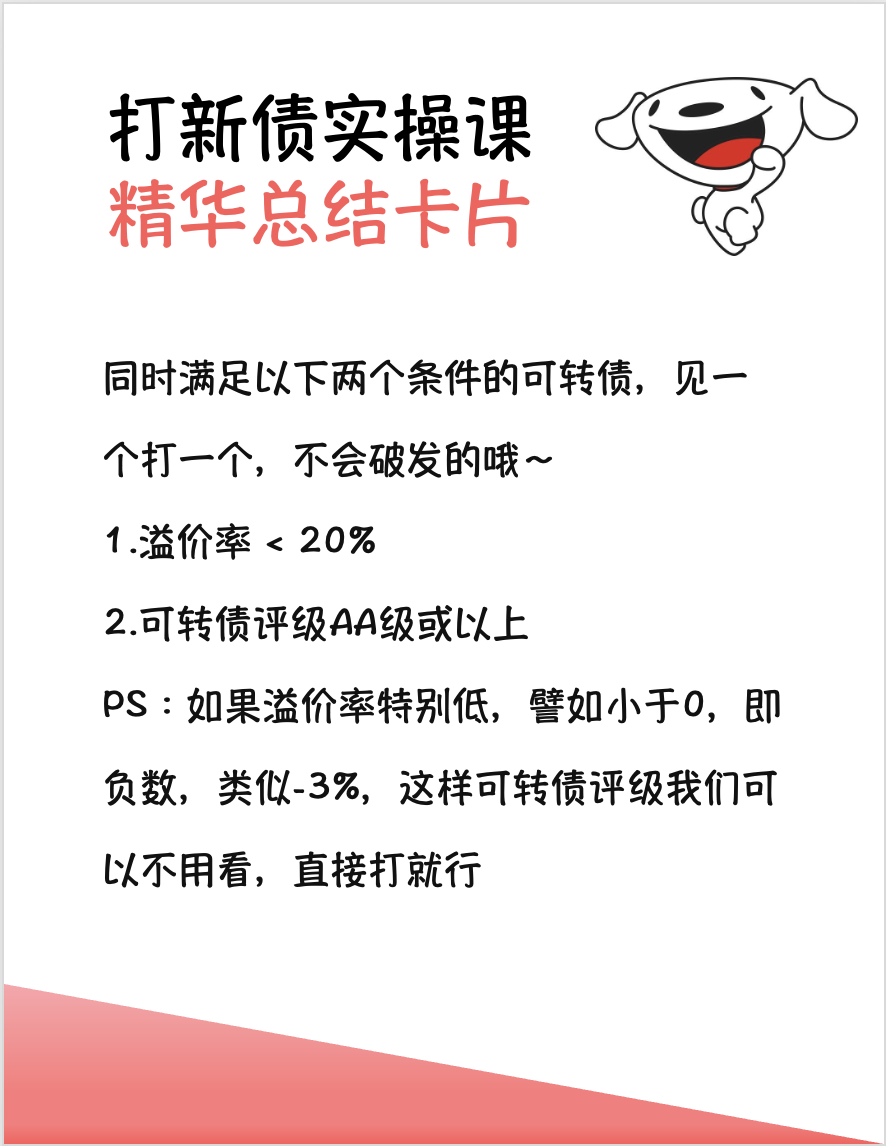 打新债实操课
精华总结卡片
同时满足以下两个条件的可转债，见一
个打一个，不会破发的哦～
1.溢价率 < 20%
2.可转债评级AA级或以上
PS：如果溢价率特别低，譬如小于0，即
负数，类似-3%，这样可转债评级我们可
以不用看，直接打就行